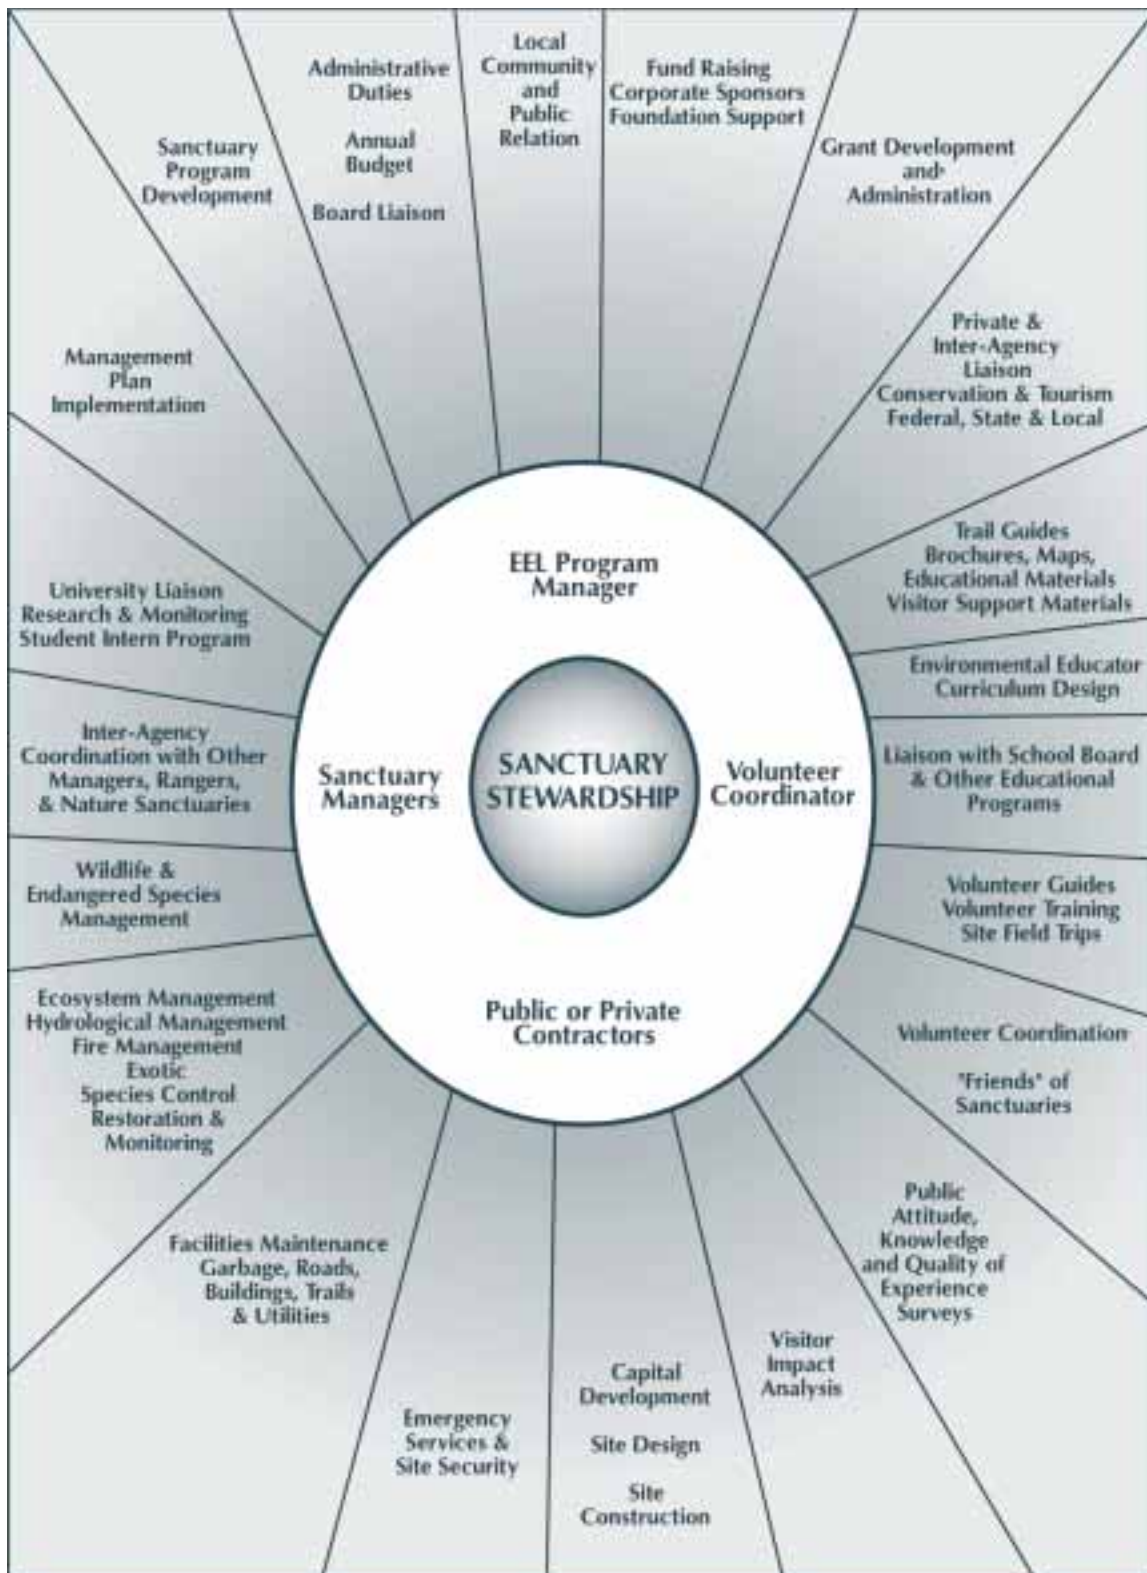 Local
Community
and
Public
Relation
Fund Raising
Corporate Sponsors
Foundation Support
Grant Development
and
Administration
Private &
Inter-Agency
Liaison
Conservation & Tourism
Federal, State & Local
Trail Guides
Brochures, Maps,
Educational Materials
Visitor Support Materials
Environmental Educator
Curriculum Design
Liaison with School Board
& Other Educational
Programs
Volunteer Guides
Volunteer Training
Site Field Trips
Volunteer Coordination
"Friends" of
Sanctuaries
Public
Attitude,
Knowledge
and Quality of
Experience
Surveys
Visitor
Impact
Analysis
Capital
Development
Site Design
Site
Construction
Emergency
Services &
Site Security
Facilities Maintenance
Garbage, Roads,
Buildings, Trails
& Utilities
Ecosystem Management
Hydrological Management
Fire Management
Exotic
Species Control
Restoration &
Monitoring
Wildlife &
Endangered Species
Management
Inter-Agency
Coordination with Other
Managers, Rangers,
& Nature Sanctuaries
University Liaison
Research & Monitoring
Student Intern Program
Management
Plan
Implementation
Sanctuary
Program
Development
Administrative
Duties
Annual
Budget
Board Liaison
EEL Program
Manager
Sanctuary
Managers
SANCTUARY
STEWARDSHIP
Volunteer
Coordinator
Public or Private
Contractors